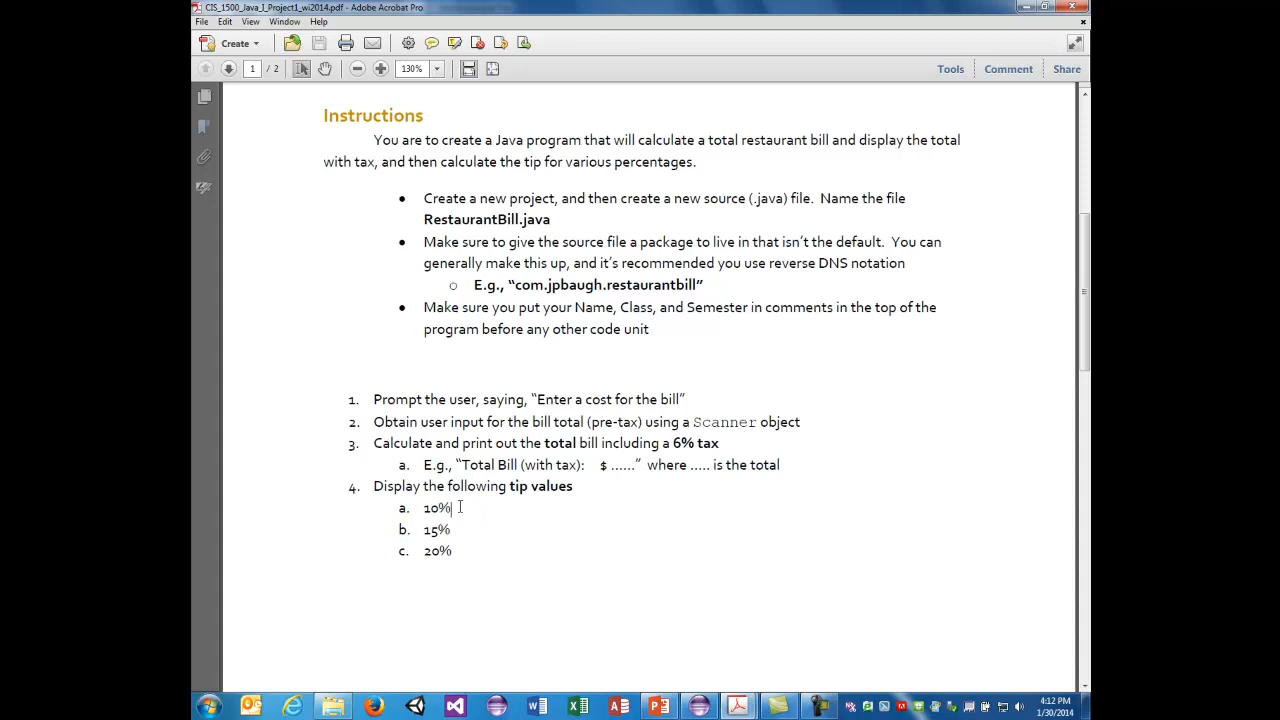 CIS_1500_Java_I_Project1_wi2014.pdf - Adobe Acrobat Pro
File Edit View Window Help
Create
1 / 2 130% Tools Comment Share
Instructions
You are to create a Java program that will calculate a total restaurant bill and display the total
with tax, and then calculate the tip for various percentages.
• Create a new project, and then create a new source (.java) file. Name the file
RestaurantBill.java
• Make sure to give the source file a package to live in that isn't the default. You can
generally make this up, and it's recommended you use reverse DNS notation
o E.g., “com.jpbaugh.restaurantbill”
• Make sure you put your Name, Class, and Semester in comments in the top of the
program before any other code unit
1. Prompt the user, saying, “Enter a cost for the bill”
2. Obtain user input for the bill total (pre-tax) using a Scanner object
3. Calculate and print out the total bill including a 6% tax
a. E.g., “Total Bill (with tax): $ ......” where ..... is the total
4. Display the following tip values
a. 10%
b. 15%
c. 20%
4:12 PM
1/30/2014